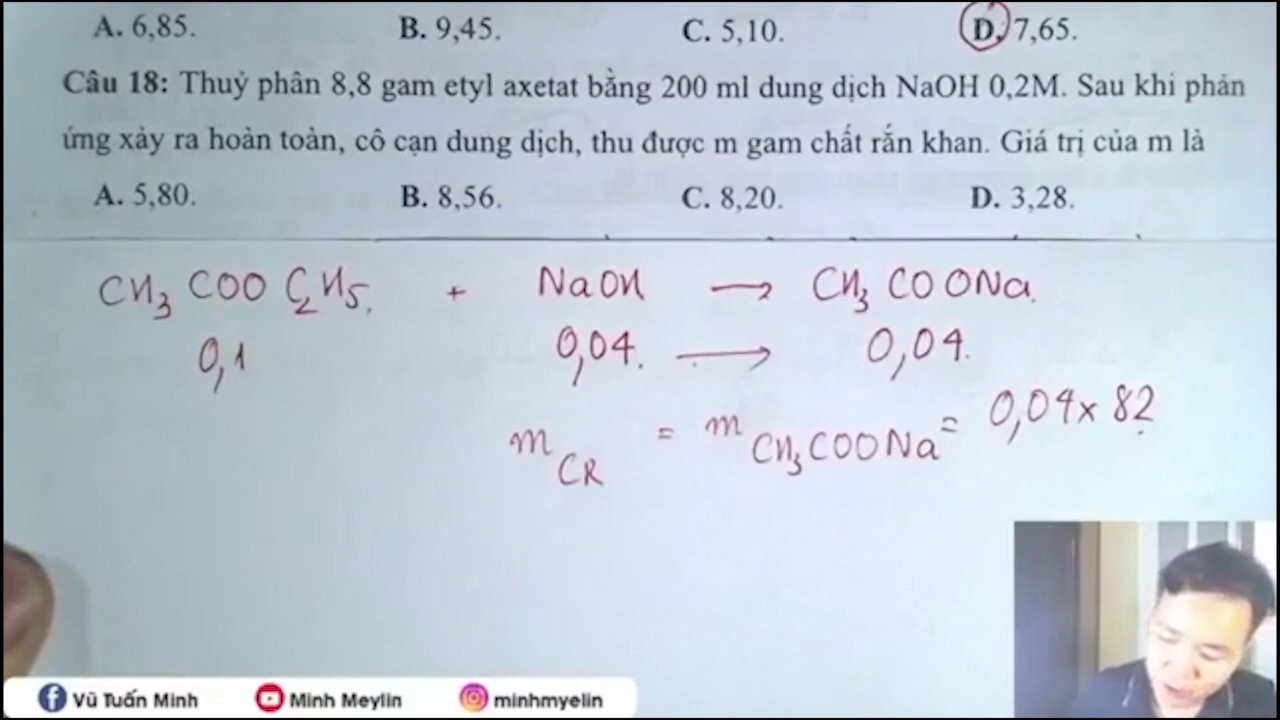 A. 6,85. B. 9,45. C. 5,10. D. 7,65.
Câu 18: Thuỷ phân 8,8 gam etyl axetat bằng 200 ml dung dịch NaOH 0,2M. Sau khi phản
ứng xảy ra hoàn toàn, cô cạn dung dịch, thu được m gam chất rắn khan. Giá trị của m là
A. 5,80. B. 8,56. C. 8,20. D. 3,28.
CH₃COOC₂H₅. + NaOH → CH₃COONa.
0,1 0,04. → 0,04.
m CR = m CH₃COONa = 0,04 x 82
Vũ Tuấn Minh Minh Meylin minhmyelin